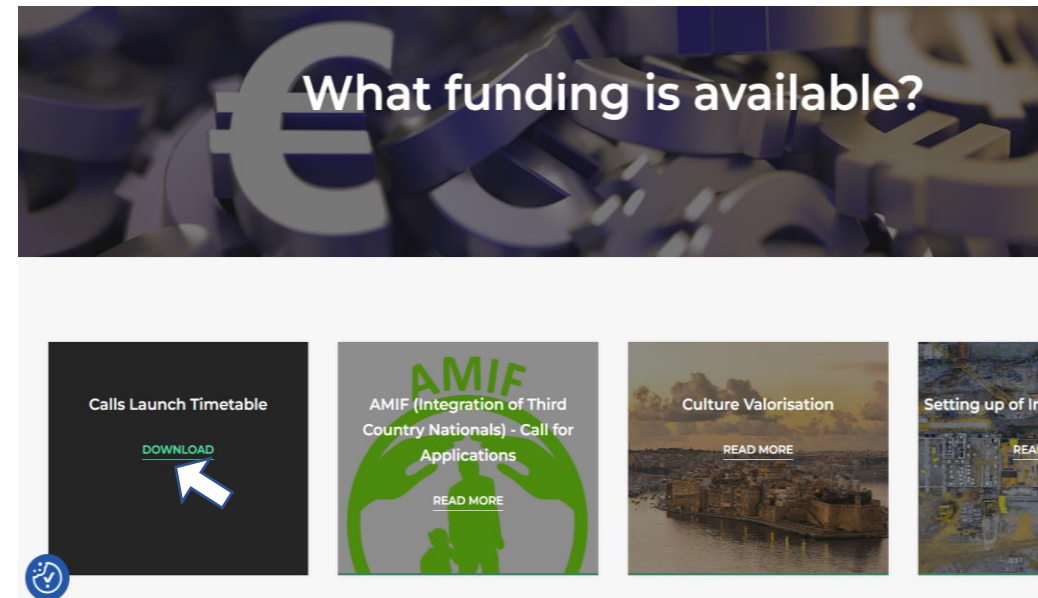 What funding is available?
Calls Launch Timetable
DOWNLOAD
AMIF
AMIF (Integration of Third
Country Nationals) - Call for
Applications
READ MORE
Culture Valorisation
READ MORE
Setting up of